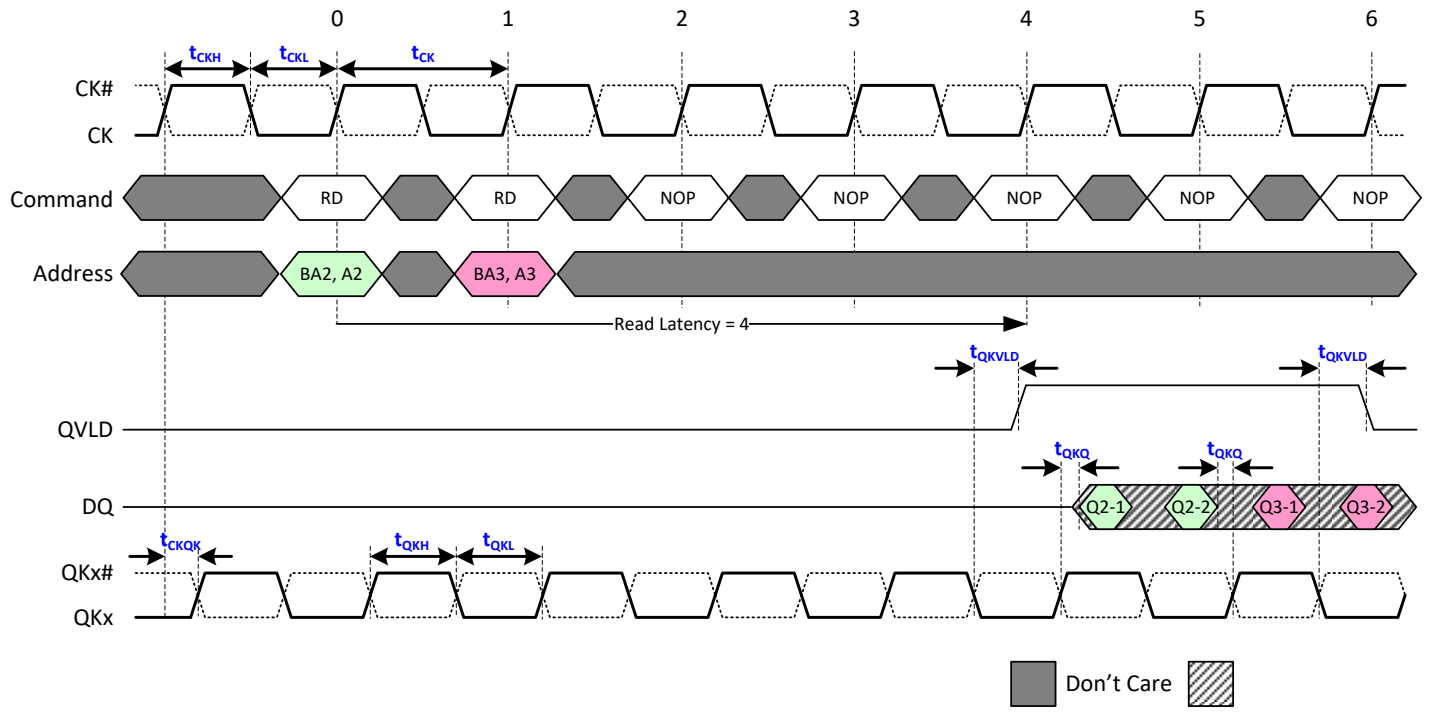 0 1 2 3 4 5 6
tCKH tCKL tCK
CK#
CK
Command RD RD NOP NOP NOP NOP NOP
Address BA2, A2 BA3, A3
Read Latency = 4
tQKVLD tQKVLD
QVLD
tQKQ tQKQ
DQ Q2-1 Q2-2 Q3-1 Q3-2
tCKQK tQKH tQKL
QKx#
QKx
Don't Care